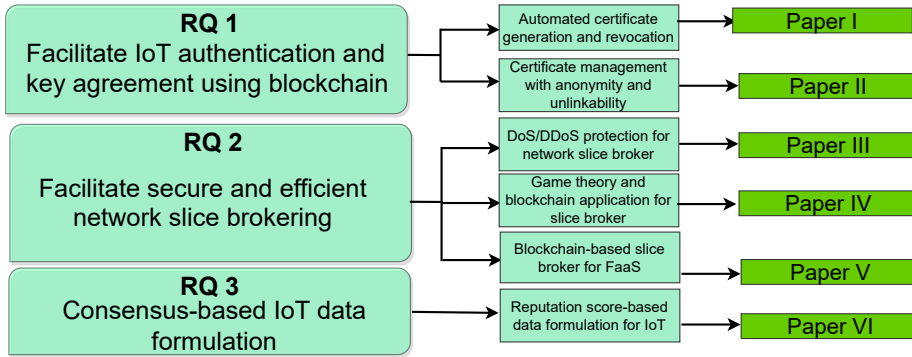 RQ 1
Facilitate IoT authentication and
key agreement using blockchain
Automated certificate
generation and revocation
Paper I
Certificate management
with anonymity and
unlinkability
Paper II
RQ 2
Facilitate secure and efficient
network slice brokering
DoS/DDoS protection for
network slice broker
Paper III
Game theory and
blockchain application for
slice broker
Paper IV
Blockchain-based slice
broker for FaaS
Paper V
RQ 3
Consensus-based IoT data
formulation
Reputation score-based
data formulation for IoT
Paper VI